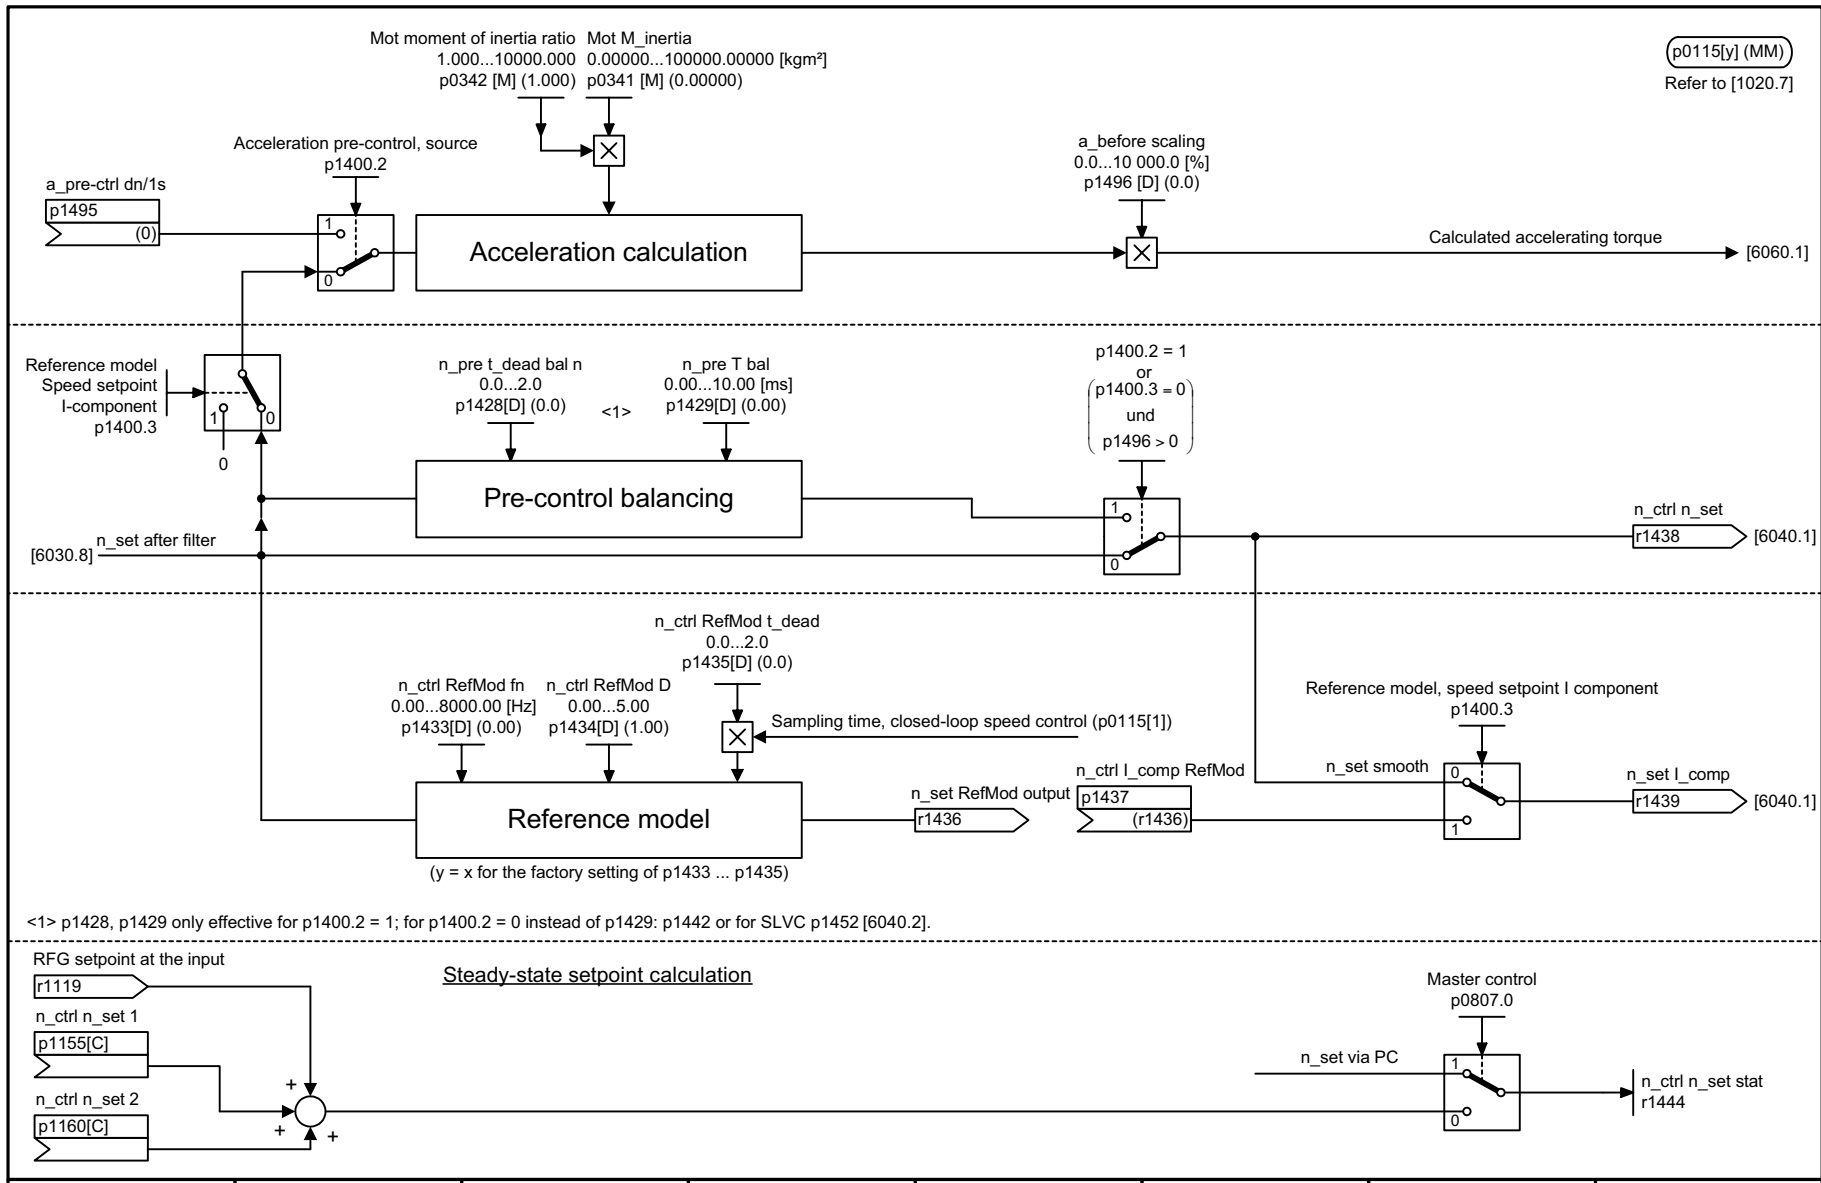 Mot moment of inertia ratio
1.000...10000.000
p0342 [M] (1.000)
Mot M_inertia
0.00000...100000.00000 [kgm²]
p0341 [M] (0.00000)
p0115[y] (MM)
Refer to [1020.7]
Acceleration pre-control, source
p1400.2
a_before scaling
0.0...10 000.0 [%]
p1496 [D] (0.0)
a_pre-ctrl dn/1s
p1495
(0)
1
0
Acceleration calculation
Calculated accelerating torque
[6060.1]
Reference model
Speed setpoint
I-component
p1400.3
1
0
0
n_pre t_dead bal n
0.0...2.0
p1428[D] (0.0)
<1>
n_pre T bal
0.00...10.00 [ms]
p1429[D] (0.00)
p1400.2 = 1
or
p1400.3 = 0
und
p1496 > 0
Pre-control balancing
1
0
n_ctrl n_set
r1438
[6040.1]
[6030.8]
n_set after filter
n_ctrl RefMod t_dead
0.0...2.0
p1435[D] (0.0)
n_ctrl RefMod fn
0.00...8000.00 [Hz]
p1433[D] (0.00)
n_ctrl RefMod D
0.00...5.00
p1434[D] (1.00)
Sampling time, closed-loop speed control (p0115[1])
Reference model, speed setpoint I component
p1400.3
Reference model
(y = x for the factory setting of p1433 ... p1435)
n_set RefMod output
r1436
n_ctrl I_comp RefMod
p1437
(r1436)
n_set smooth
0
1
n_set I_comp
r1439
[6040.1]
<1> p1428, p1429 only effective for p1400.2 = 1; for p1400.2 = 0 instead of p1429: p1442 or for SLVC p1452 [6040.2].
RFG setpoint at the input
r1119
Steady-state setpoint calculation
n_ctrl n_set 1
p1155[C]
n_ctrl n_set 2
p1160[C]
+
+
+
Master control
p0807.0
n_set via PC
1
0
n_ctrl n_set stat
r1444